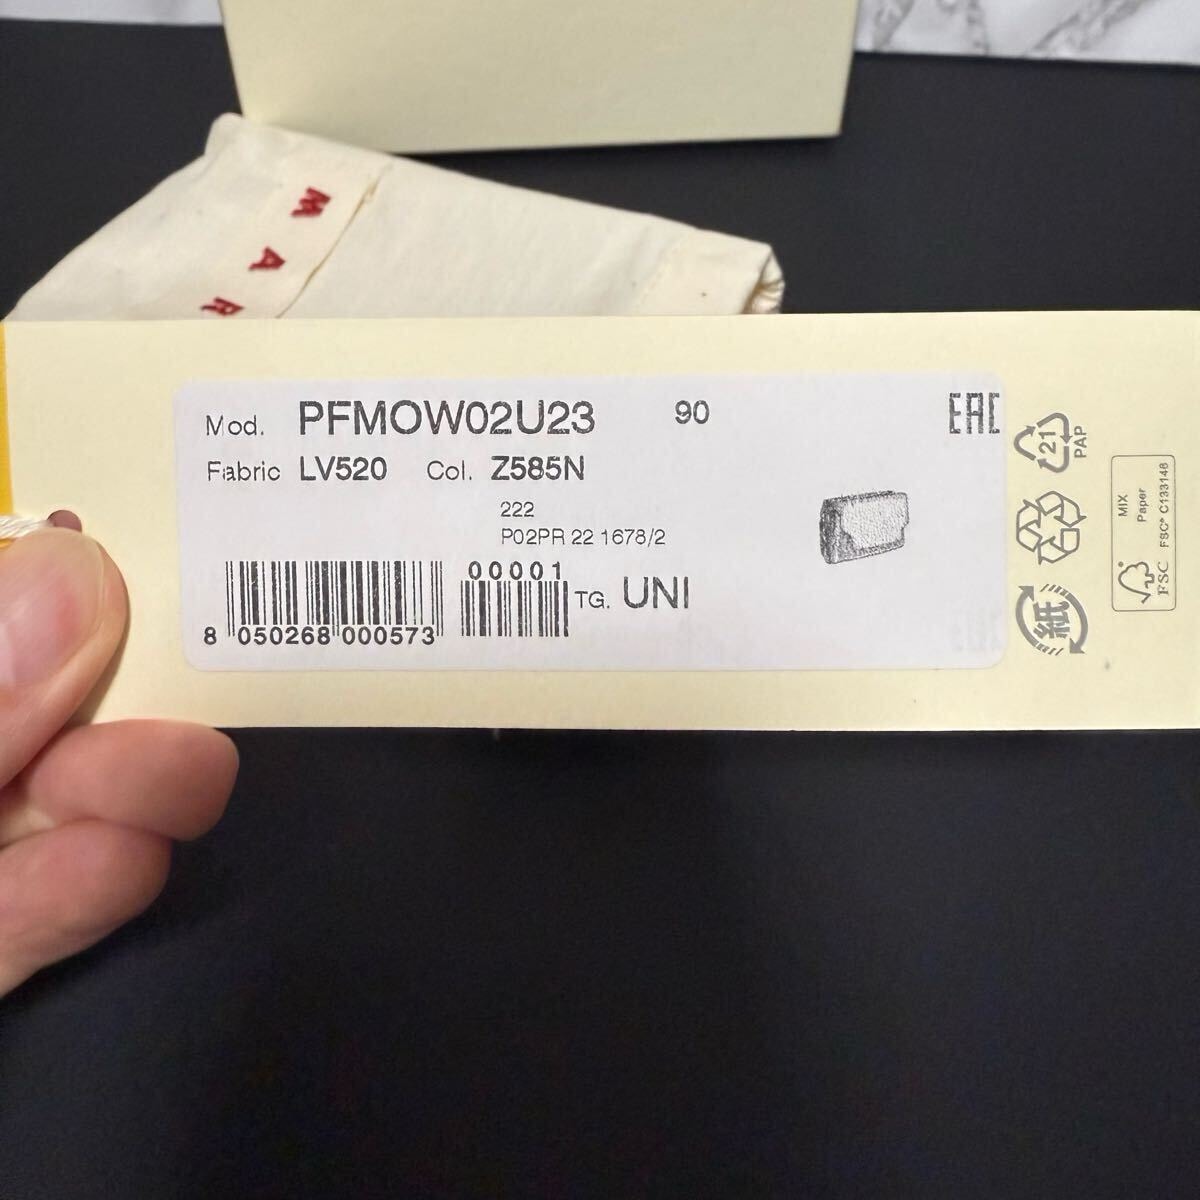 MAR
Mod. PFMOW02U23 90
EAC
Fabric LV520 Col. Z585N
222
P02PR 22 1678/2
00001
TG. UNI
8 050268 000573
21
PAP
紙
MIX
Paper
FSC® C133148
FSC